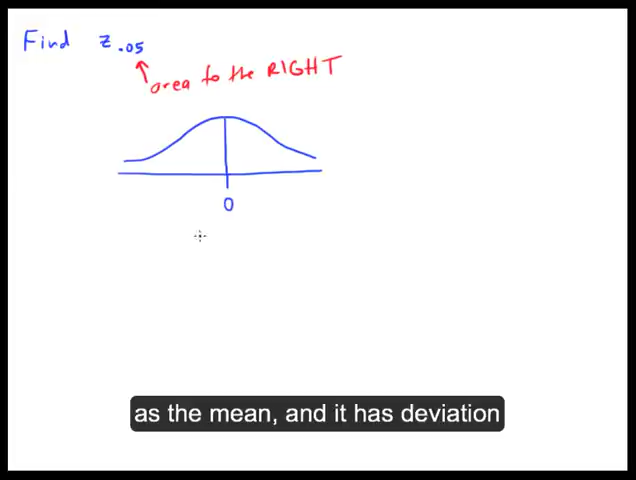 Find z.05
area to the RIGHT
0
as the mean, and it has deviation